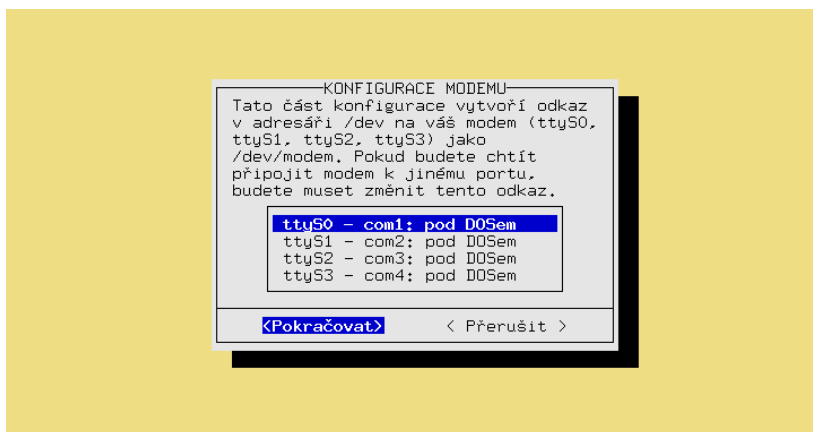 KONFIGURACE MODEMU
Tato část konfigurace vytvoří odkaz
v adresáři /dev na váš modem (ttyS0,
ttyS1, ttyS2, ttyS3) jako
/dev/modem. Pokud budete chtít
připojit modem k jinému portu,
budete muset změnit tento odkaz.
ttyS0 - com1: pod DOSem
ttyS1 - com2: pod DOSem
ttyS2 - com3: pod DOSem
ttyS3 - com4: pod DOSem
<Pokračovat> < Přerušit >